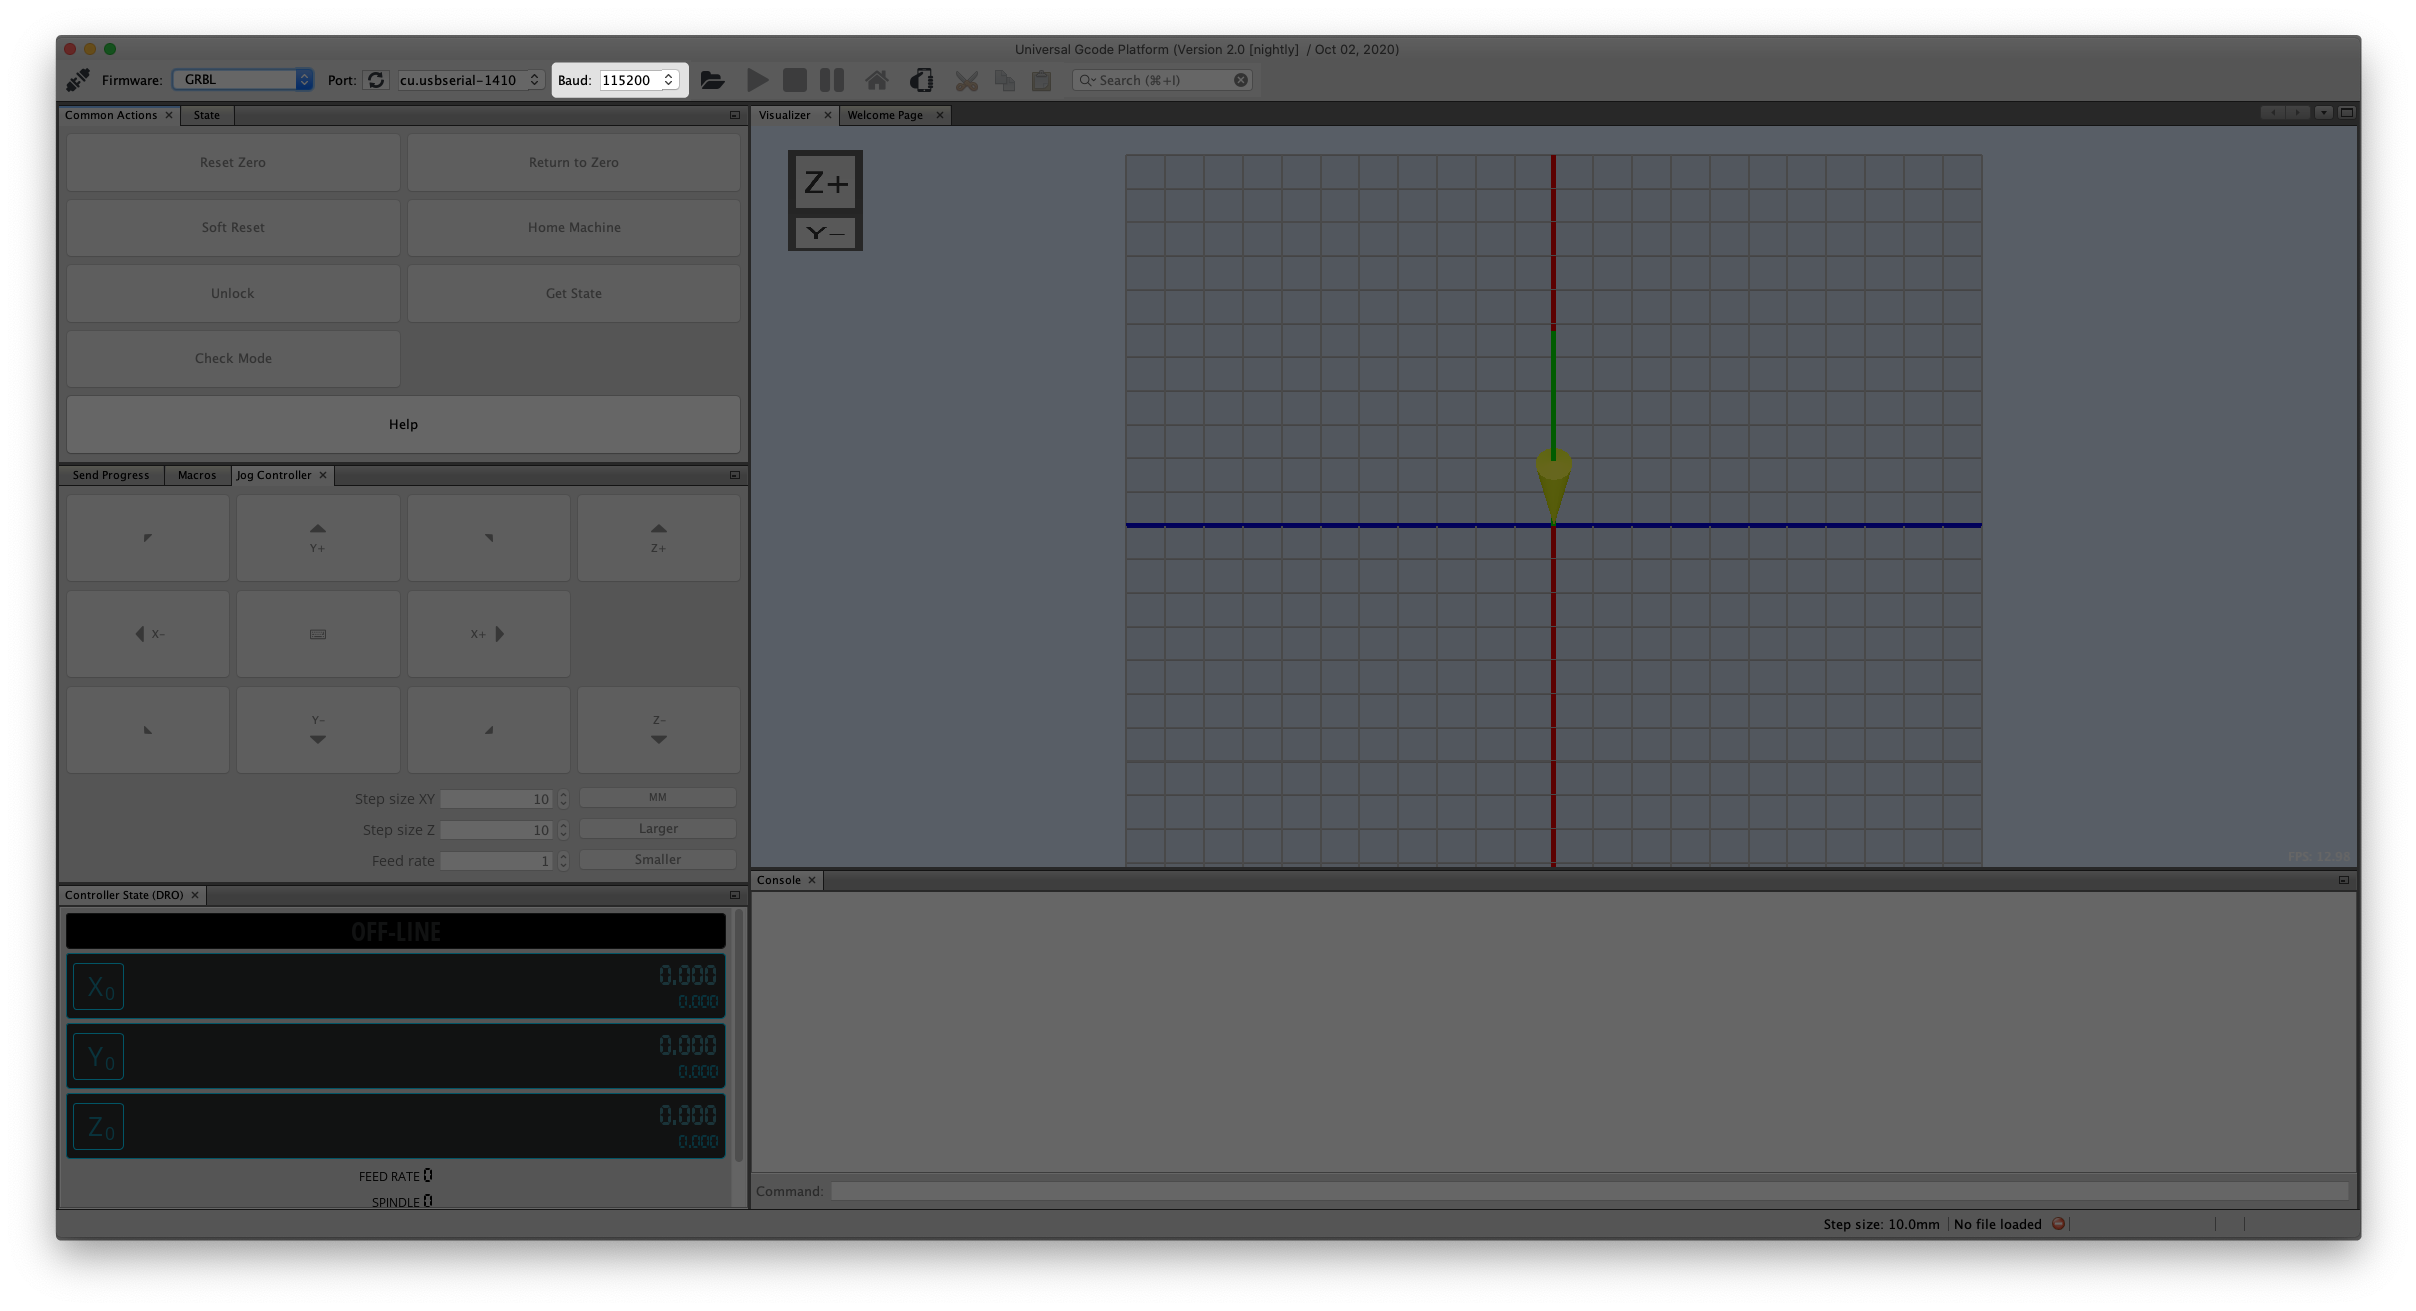 Universal Gcode Platform (Version 2.0 [nightly] / Oct 02, 2020)
Firmware: GRBL Port: cu.usbserial-1410 Baud: 115200 Search (⌘+I)
Common Actions State
Reset Zero Return to Zero
Soft Reset Home Machine
Unlock Get State
Check Mode
Help
Send Progress Macros Jog Controller
Y+ Z+
X- X+
Y- Z-
Step size XY 10 MM
Step size Z 10 Larger
Feed rate 1 Smaller
Controller State (DRO)
OFF-LINE
X0 0.000
0.000
Y0 0.000
0.000
Z0 0.000
0.000
FEED RATE 0
SPINDLE 0
Visualizer Welcome Page
Z+
Y-
FPS: 12.98
Console
Command:
Step size: 10.0mm No file loaded